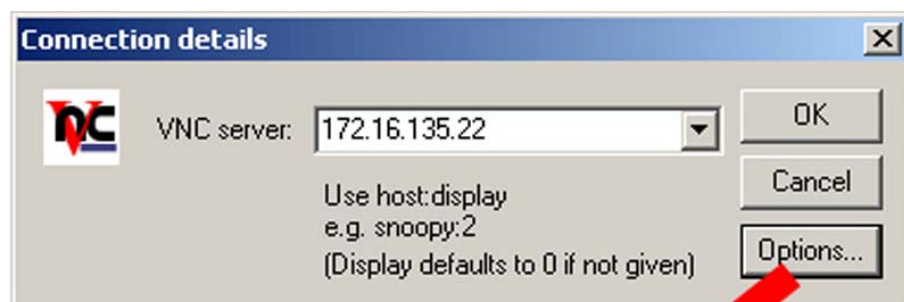 Connection details
VNC
VNC server:
172.16.135.22
OK
Use host:display
Cancel
e.g. snoopy:2
(Display defaults to 0 if not given)
Options...